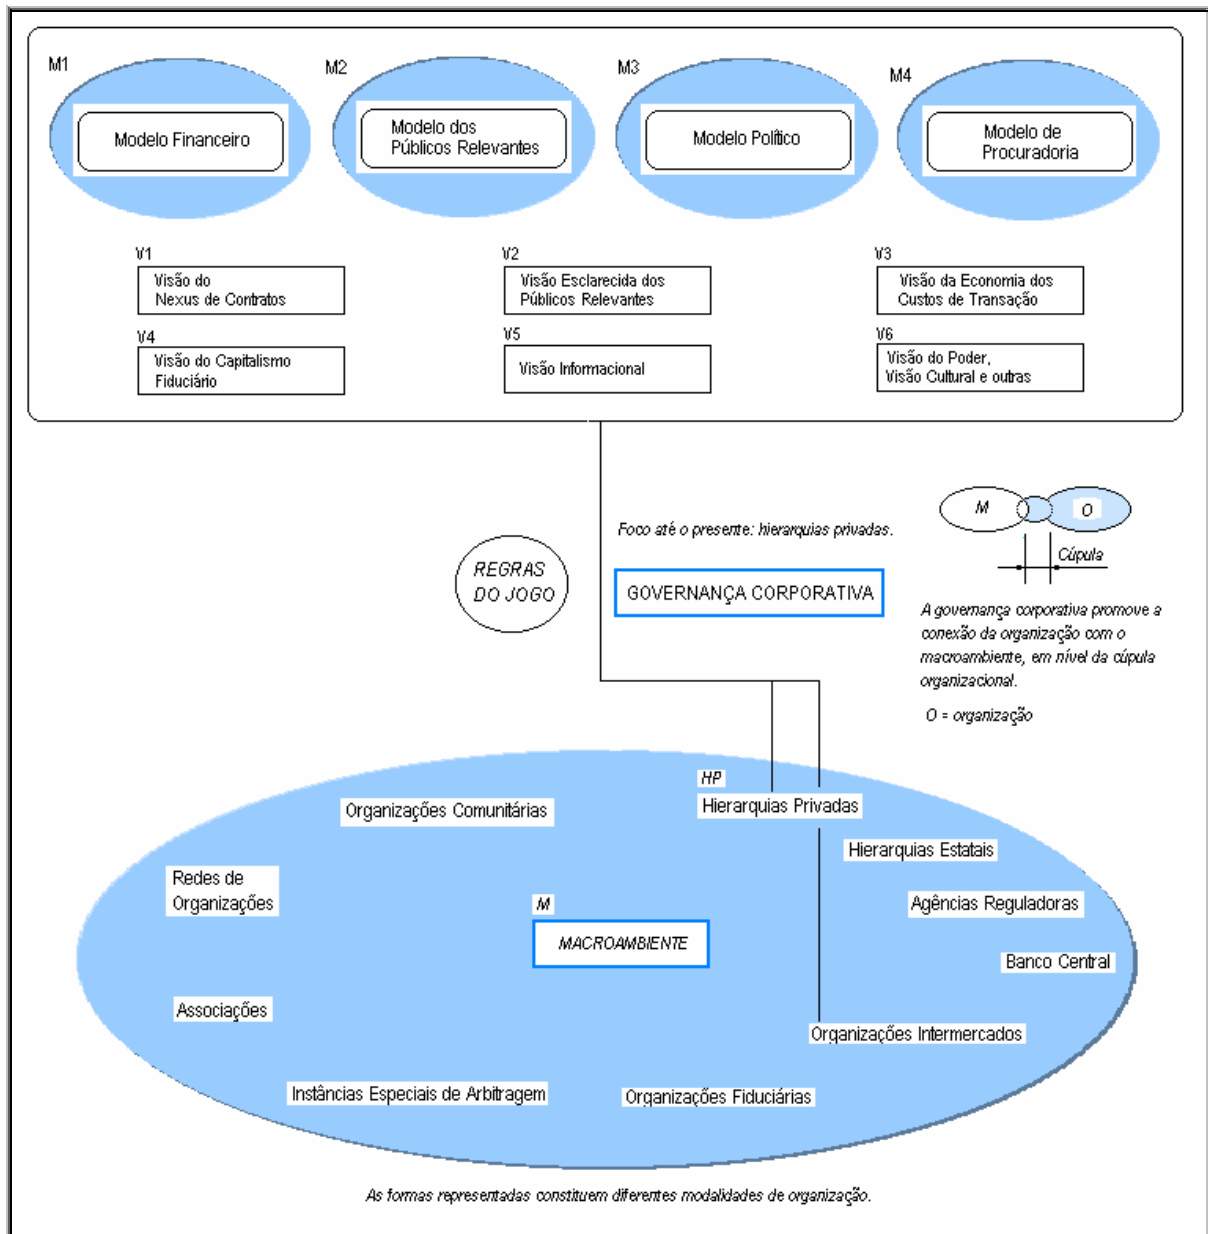 M1
M2
M3
M4
Modelo Financeiro
Modelo dos
Públicos Relevantes
Modelo Político
Modelo de
Procuradoria
V1
Visão do
Nexus de Contratos
V2
Visão Esclarecida dos
Públicos Relevantes
V3
Visão da Economia dos
Custos de Transação
V4
Visão do Capitalismo
Fiduciário
V5
Visão Informacional
V6
Visão do Poder,
Visão Cultural e outras
REGRAS
DO JOGO
Foco até o presente: hierarquias privadas.
GOVERNANÇA CORPORATIVA
M
O
Cúpula
A governança corporativa promove a
conexão da organização com o
macroambiente, em nível da cúpula
organizacional.
O = organização
HP
Hierarquias Privadas
Organizações Comunitárias
Hierarquias Estatais
Redes de
Organizações
Agências Reguladoras
M
MACROAMBIENTE
Banco Central
Associações
Organizações Intermercados
Instâncias Especiais de Arbitragem
Organizações Fiduciárias
As formas representadas constituem diferentes modalidades de organização.